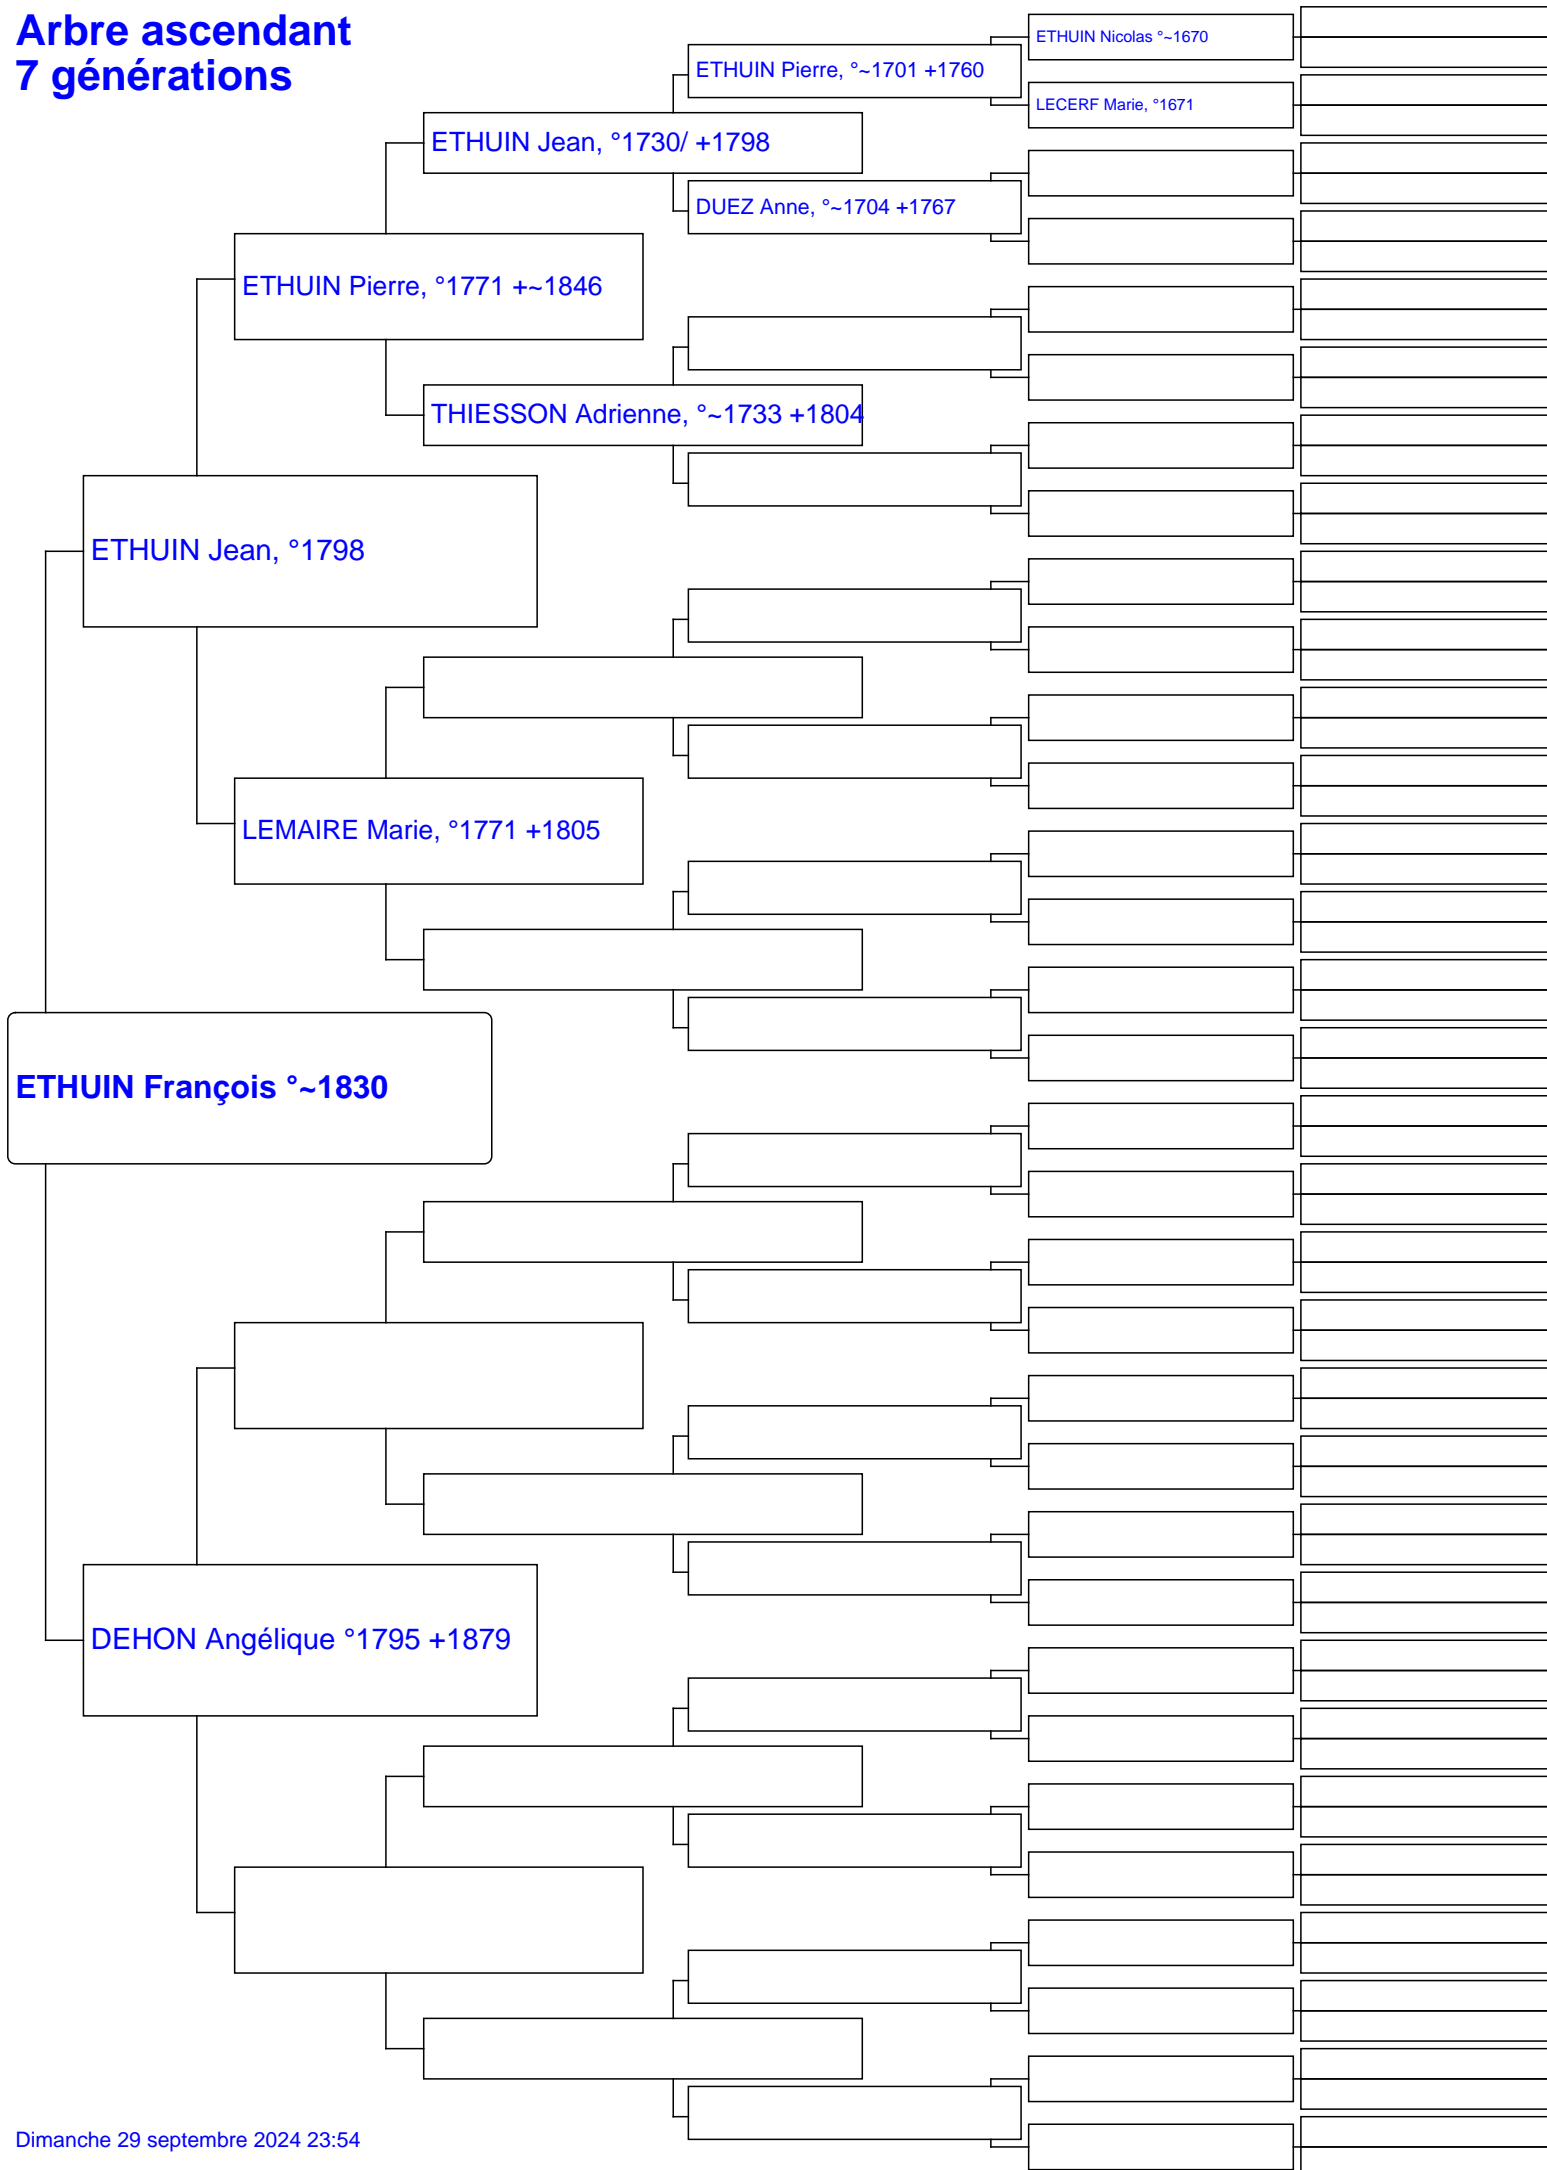 Arbre ascendant
7 générations
ETHUIN Nicolas °~1670
ETHUIN Pierre, °~1701 +1760
LECERF Marie, °1671
ETHUIN Jean, °1730/ +1798
DUEZ Anne, °~1704 +1767
ETHUIN Pierre, °1771 +~1846
THIESSON Adrienne, °~1733 +1804
ETHUIN Jean, °1798
LEMAIRE Marie, °1771 +1805
ETHUIN François °~1830
DEHON Angélique °1795 +1879
Dimanche 29 septembre 2024 23:54